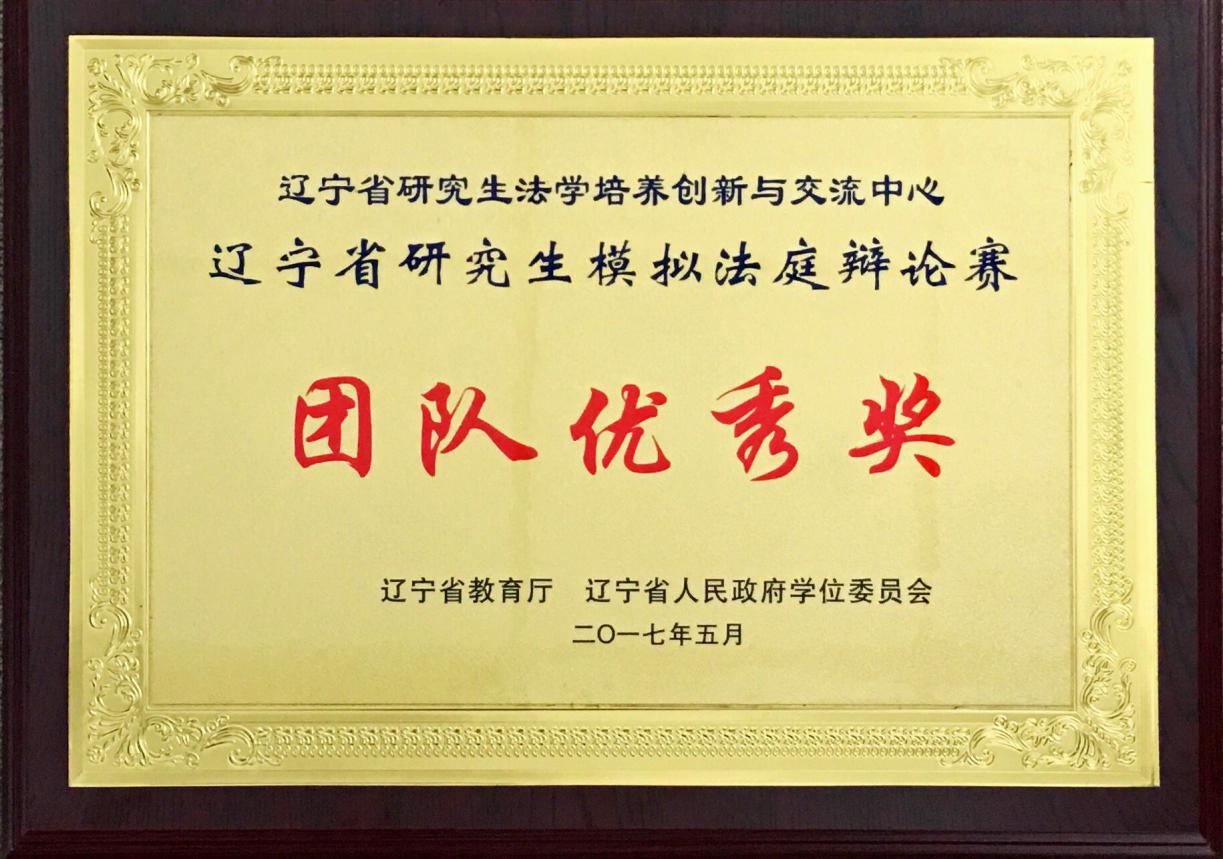 辽宁省研究生法学培养创新与交流中心
辽宁省研究生模拟法庭辩论赛
团队优秀奖
辽宁省教育厅　辽宁省人民政府学位委员会
二〇一七年五月